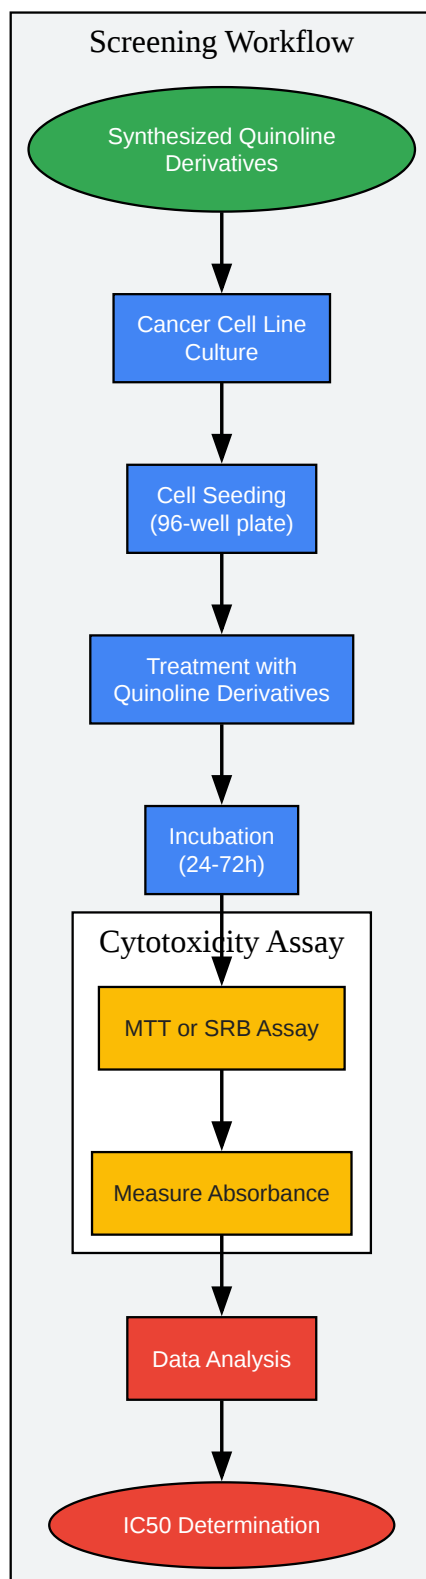 Screening Workflow
Synthesized Quinoline
Derivatives
Cancer Cell Line
Culture
Cell Seeding
(96-well plate)
Treatment with
Quinoline Derivatives
Incubation
(24-72h)
Cytotoxicity Assay
MTT or SRB Assay
Measure Absorbance
Data Analysis
IC50 Determination